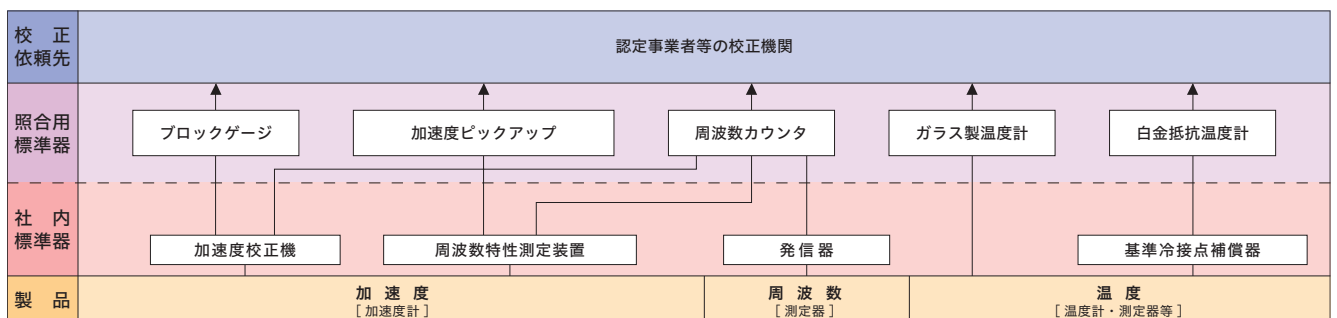 校正
依頼先
認定事業者等の校正機関
照合用
標準器
ブロックゲージ
加速度ピックアップ
周波数カウンタ
ガラス製温度計
白金抵抗温度計
社内
標準器
加速度校正機
周波数特性測定装置
発信器
基準冷接点補償器
製品
加速度
[加速度計]
周波数
[測定器]
温度
[温度計・測定器等]